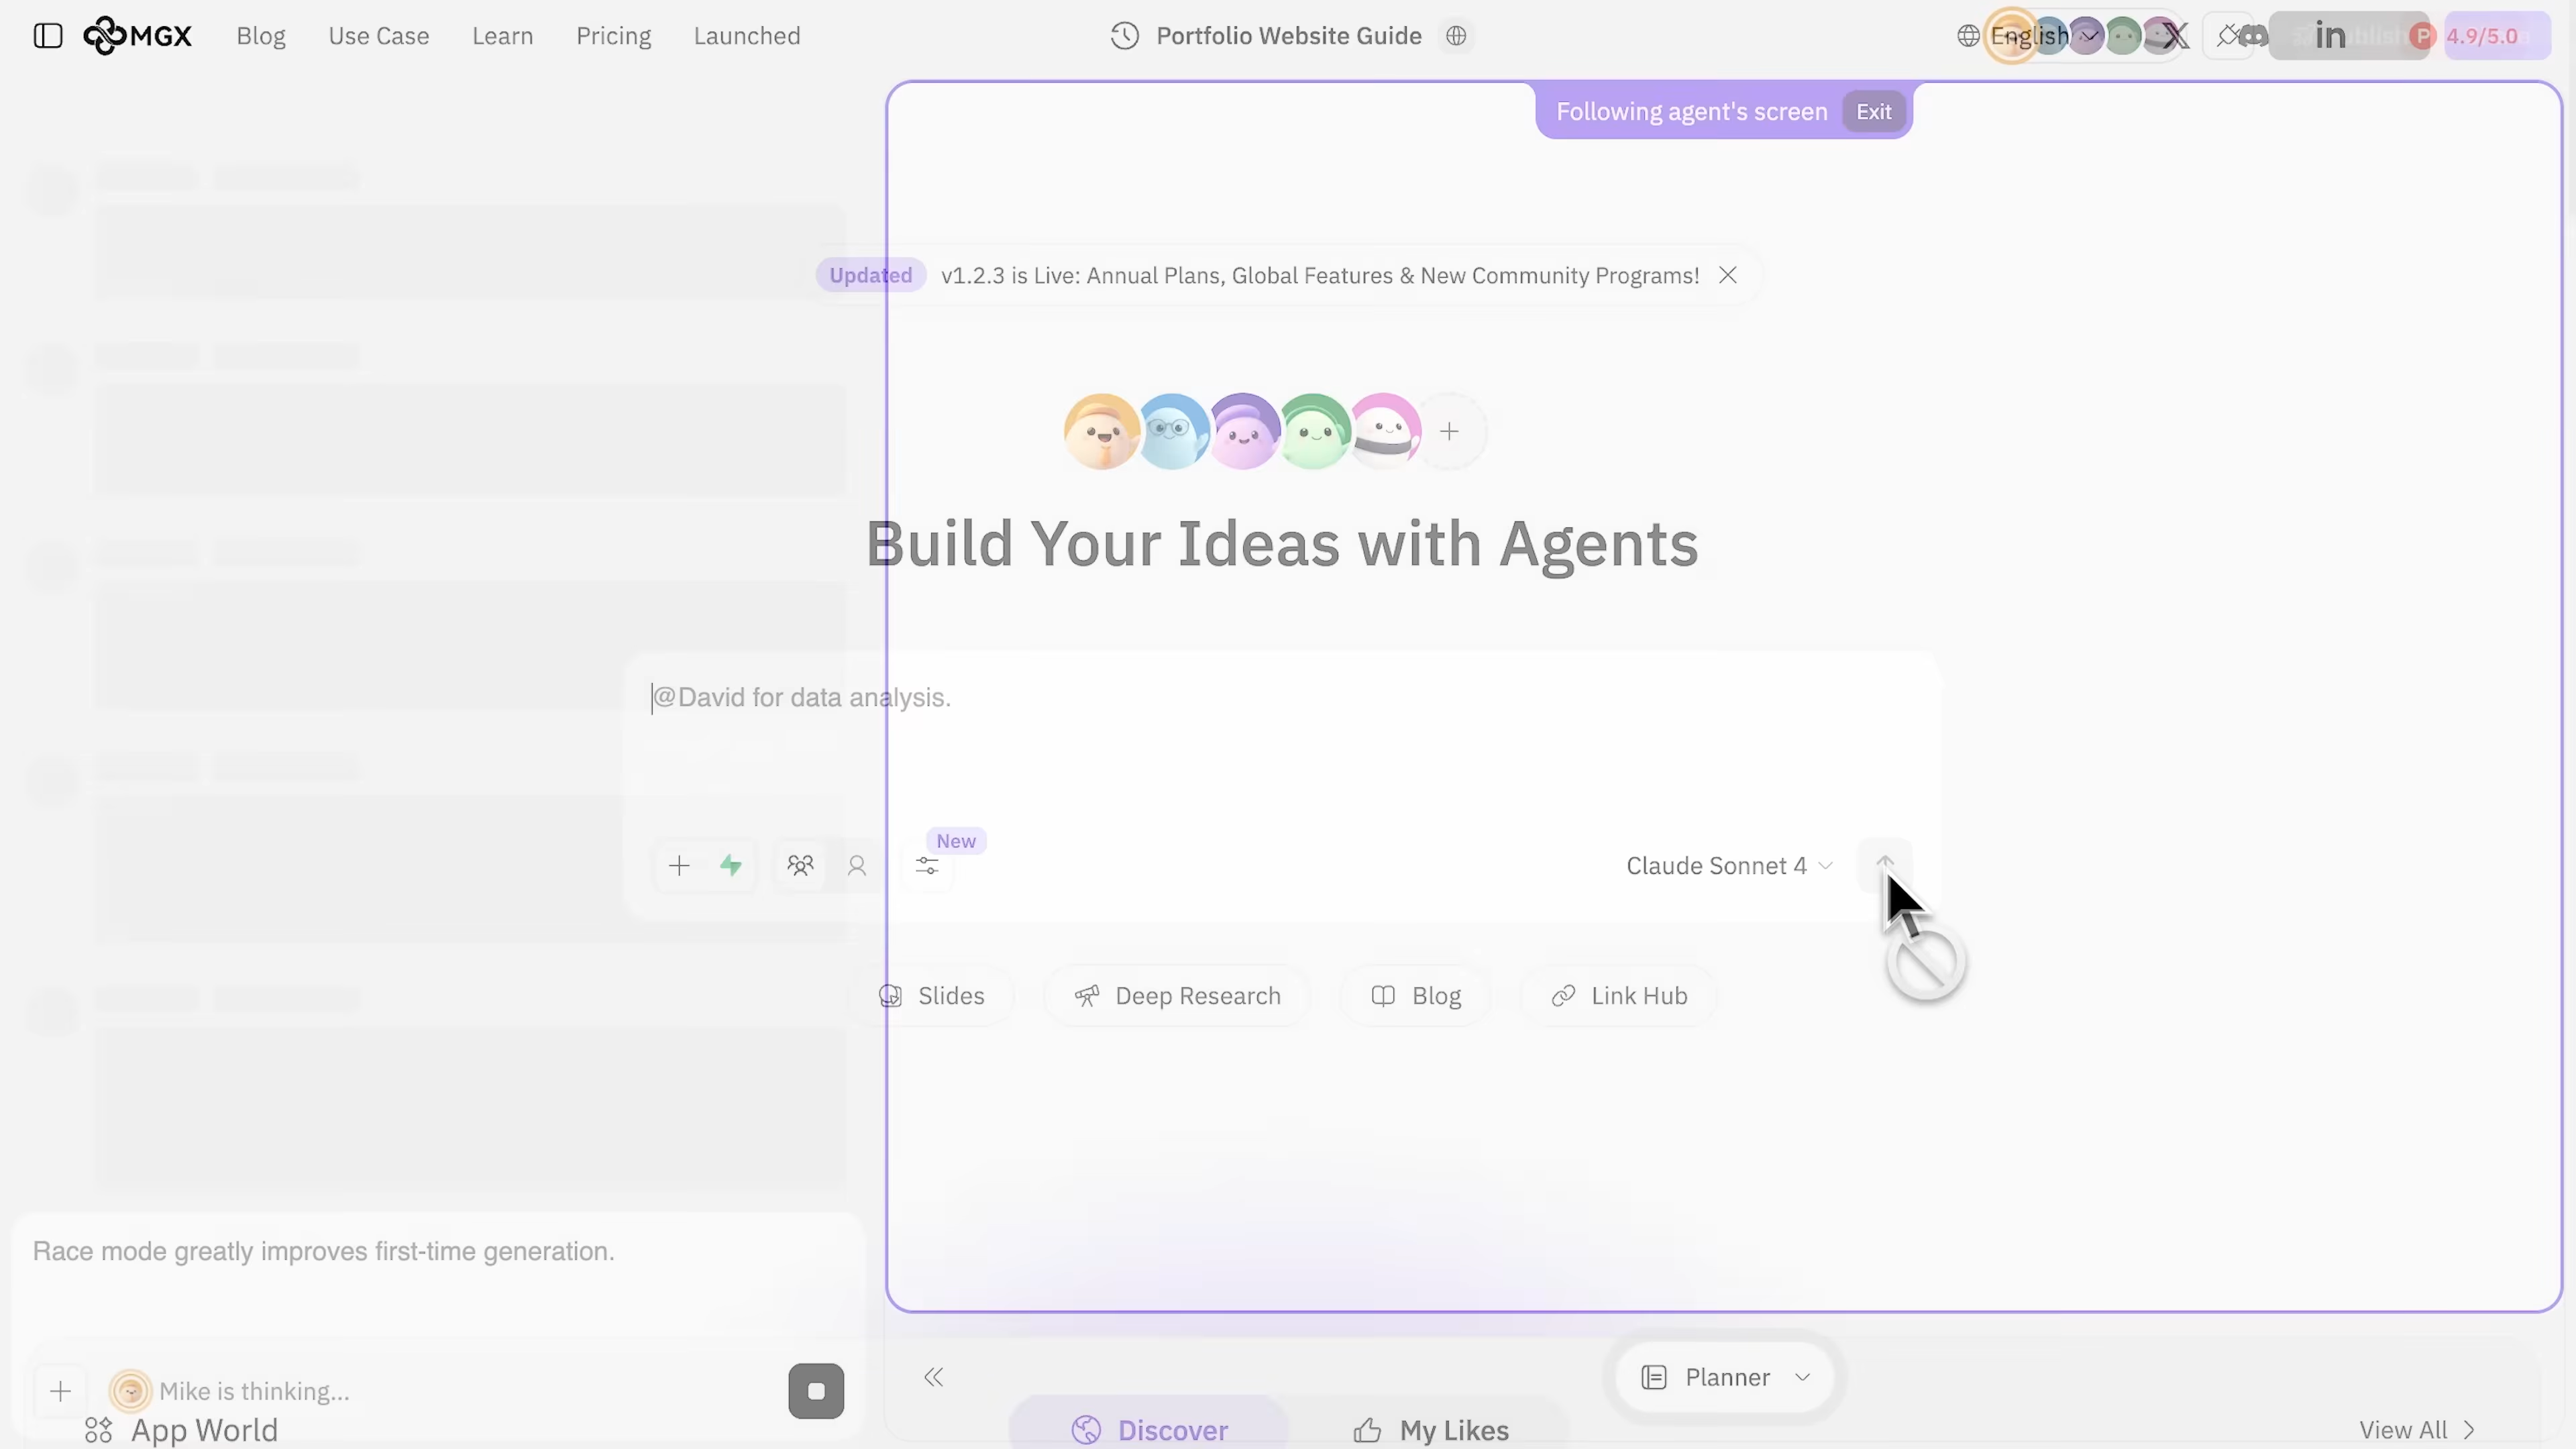 MGX Blog Use Case Learn Pricing Launched Portfolio Website Guide English X in P 4.9/5.0
Following agent's screen Exit
Updated v1.2.3 is Live: Annual Plans, Global Features & New Community Programs!
Build Your Ideas with Agents
@David for data analysis.
New
Claude Sonnet 4
Slides Deep Research Blog Link Hub
Race mode greatly improves first-time generation.
Planner
Mike is thinking...
App World Discover My Likes View All